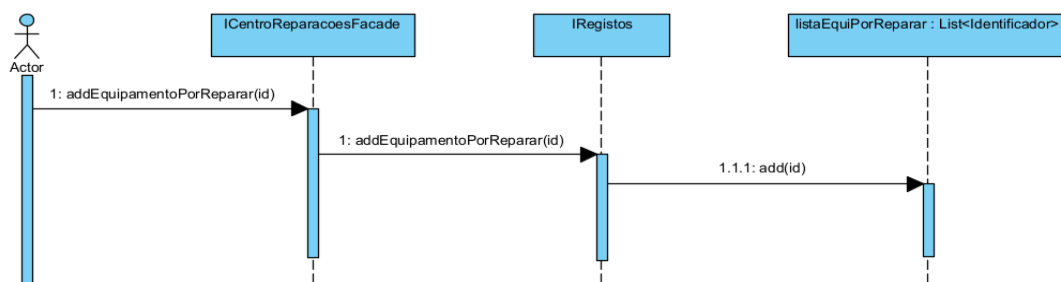 ICentroReparacoesFacade
IRegistos
listaEquiPorReparar : List<Identificador>
Actor
1: addEquipamentoPorReparar(id)
1: addEquipamentoPorReparar(id)
1.1.1: add(id)